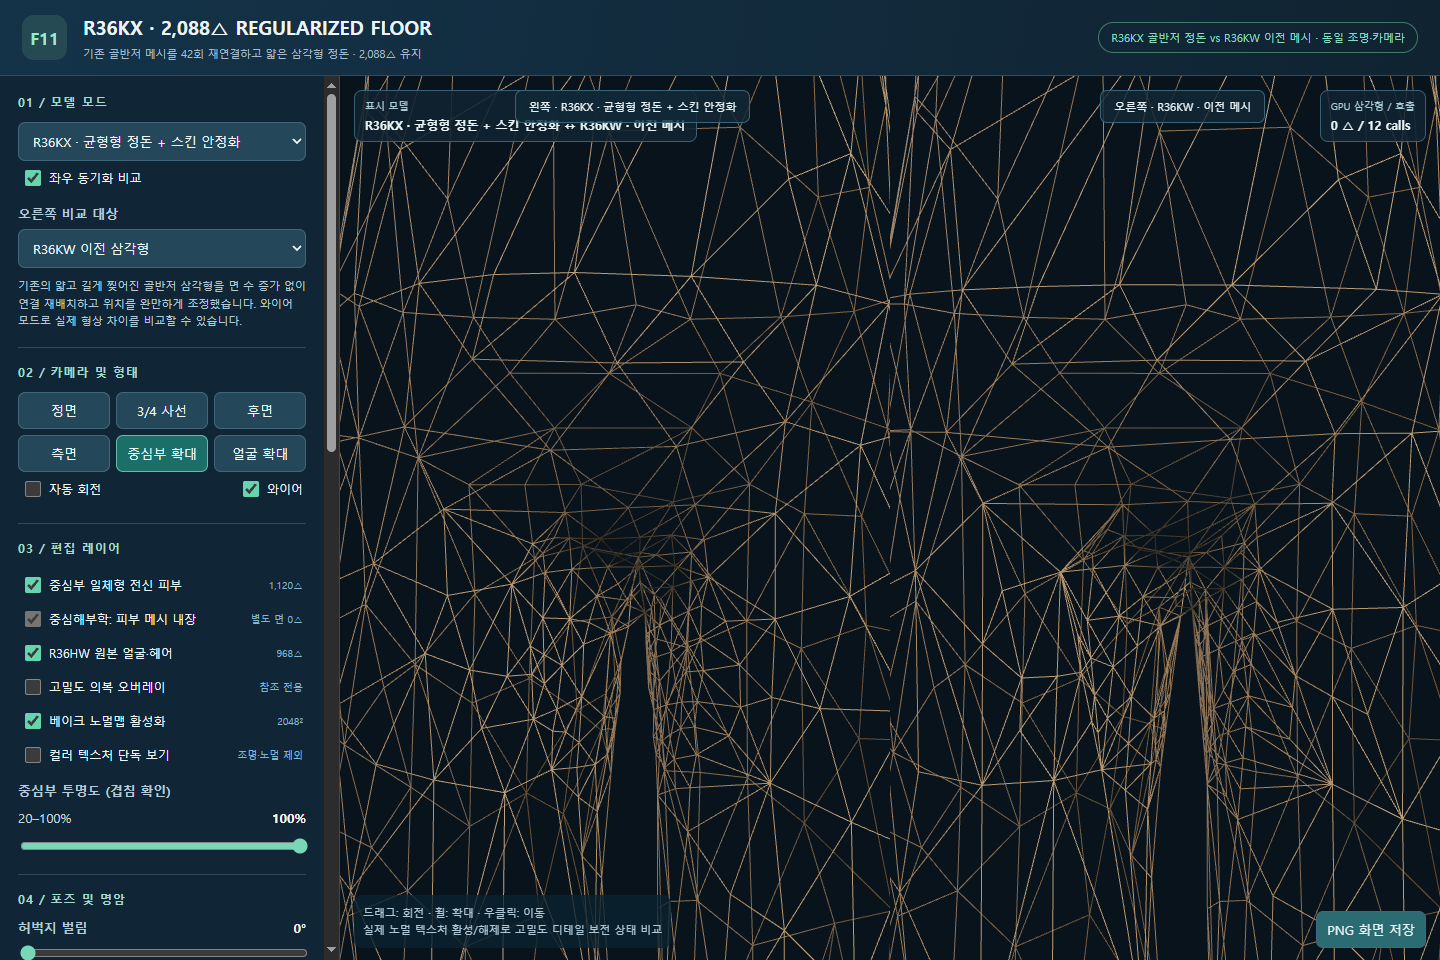 F11
R36KX · 2,088△ REGULARIZED FLOOR
기존 골반저 메시를 42회 재연결하고 얇은 삼각형 정돈 · 2,088△ 유지
R36KX 골반저 정돈 vs R36KW 이전 메시 · 동일 조명·카메라
01 / 모델 모드
R36KX · 균형형 정돈 + 스킨 안정화
좌우 동기화 비교
오른쪽 비교 대상
R36KW 이전 삼각형
기존의 얇고 길게 찢어진 골반저 삼각형을 면 수 증가 없이
연결 재배치하고 위치를 완만하게 조정했습니다. 와이어
모드로 실제 형상 차이를 비교할 수 있습니다.
02 / 카메라 및 형태
정면
3/4 사선
후면
측면
중심부 확대
얼굴 확대
자동 회전
와이어
03 / 편집 레이어
중심부 일체형 전신 피부 1,120△
중심해부학: 피부 메시 내장 별도 면 0△
R36HW 원본 얼굴·헤어 968△
고밀도 의복 오버레이 참조 전용
베이크 노멀맵 활성화 2048²
컬러 텍스처 단독 보기 조명·노멀 제외
중심부 투명도 (겹침 확인)
20–100% 100%
04 / 포즈 및 명암
허벅지 벌림 0°
표시 모델
R36KX · 균형형 정돈 + 스킨 안정화 ↔ R36KW · 이전 메시
왼쪽 · R36KX · 균형형 정돈 + 스킨 안정화
오른쪽 · R36KW · 이전 메시
GPU 삼각형 / 호출
0 △ / 12 calls
드래그: 회전 · 휠: 확대 · 우클릭: 이동
실제 노멀 텍스처 활성/해제로 고밀도 디테일 보전 상태 비교
PNG 화면 저장